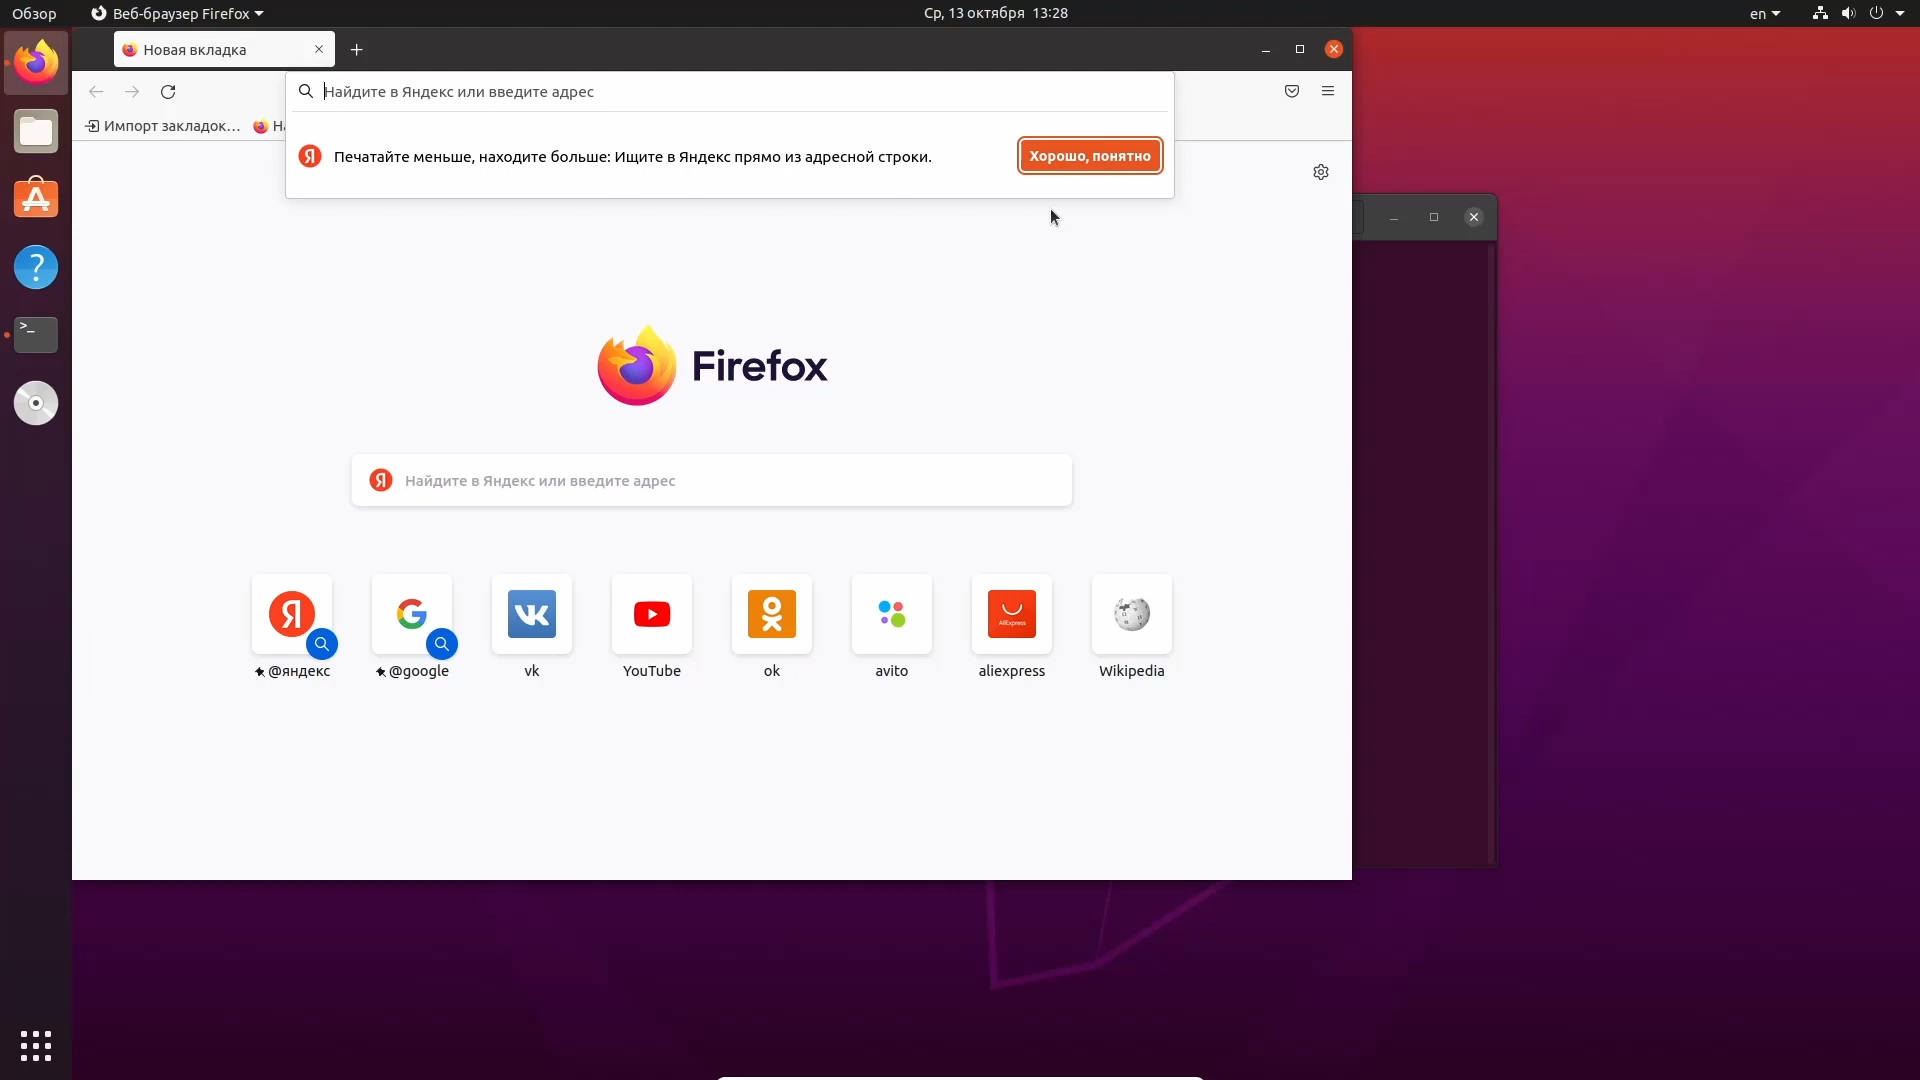 Обзор
Веб-браузер Firefox
Ср, 13 октября 13:28
en
Новая вкладка
Найдите в Яндекс или введите адрес
Импорт закладок…
Я Печатайте меньше, находите больше: Ищите в Яндекс прямо из адресной строки.
Хорошо, понятно
Firefox
Я Найдите в Яндекс или введите адрес
@яндекс
@google
vk
YouTube
ok
avito
AliExpress
aliexpress
Wikipedia